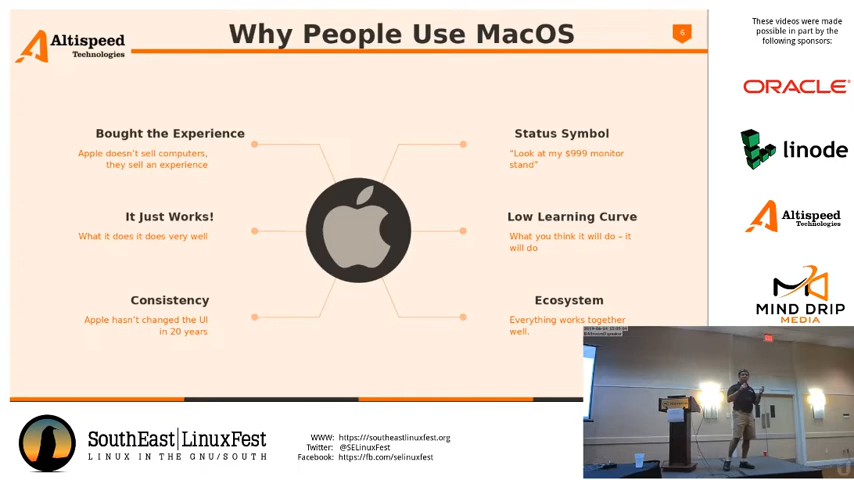 Altispeed
Technologies
Why People Use MacOS
6
These videos were made
possible in part by the
following sponsors:
ORACLE
linode
Altispeed
Technologies
MIND DRIP
MEDIA
Bought the Experience
Apple doesn't sell computers,
they sell an experience
It Just Works!
What it does it does very well
Consistency
Apple hasn't changed the UI
in 20 years
Status Symbol
“Look at my $999 monitor
stand”
Low Learning Curve
What you think it will do – it
will do
Ecosystem
Everything works together
well.
SouthEast|LinuxFest
LINUX IN THE GNU/SOUTH
WWW: https:///southeastlinuxfest.org
Twitter: @SELinuxFest
Facebook: https://fb.com/selinuxfest